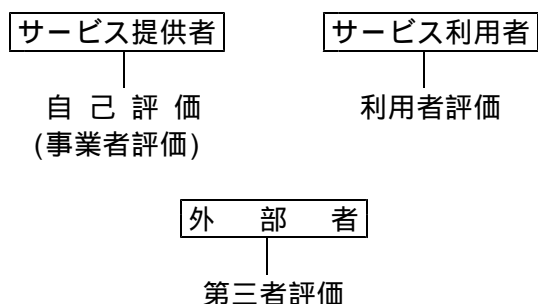 サービス提供者 サービス利用者
自己評価 利用者評価
(事業者評価)
外部者
第三者評価